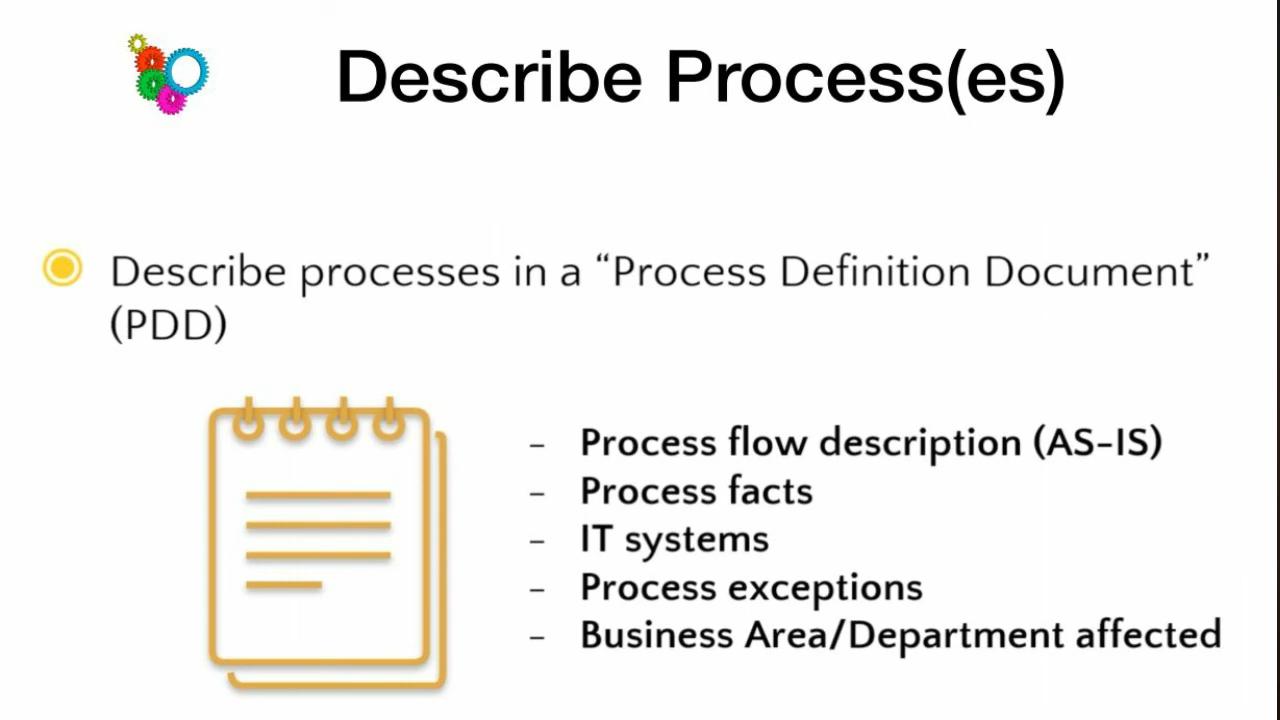 Describe Process(es)
Describe processes in a “Process Definition Document”
(PDD)
- Process flow description (AS-IS)
- Process facts
- IT systems
- Process exceptions
- Business Area/Department affected